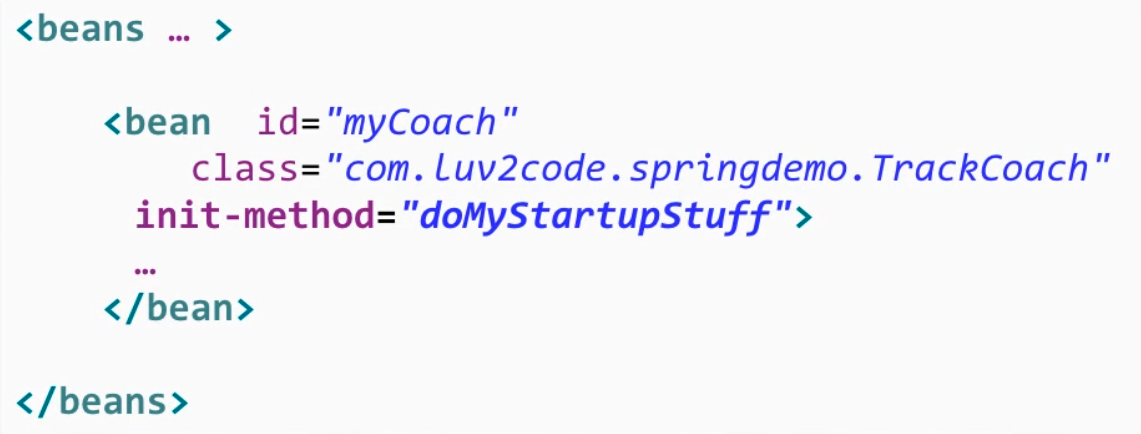 <beans … >
<bean id="myCoach"
class="com.luv2code.springdemo.TrackCoach"
init-method="doMyStartupStuff">
…
</bean>
</beans>